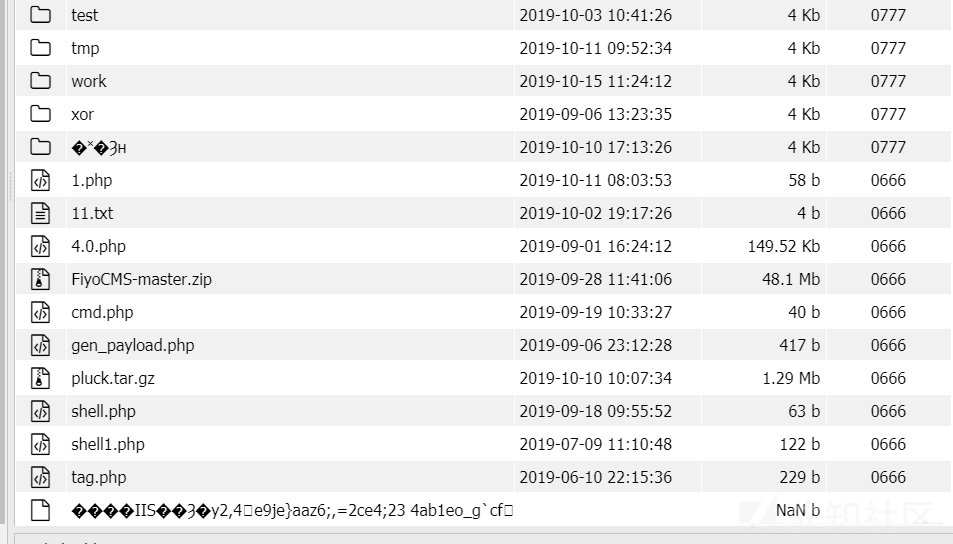 test 2019-10-03 10:41:26 4 Kb 0777
tmp 2019-10-11 09:52:34 4 Kb 0777
work 2019-10-15 11:24:12 4 Kb 0777
xor 2019-09-06 13:23:35 4 Kb 0777
�˟�Ȝн 2019-10-10 17:13:26 4 Kb 0777
1.php 2019-10-11 08:03:53 58 b 0666
11.txt 2019-10-02 19:17:26 4 b 0666
4.0.php 2019-09-01 16:24:12 149.52 Kb 0666
FiyoCMS-master.zip 2019-09-28 11:41:06 48.1 Mb 0666
cmd.php 2019-09-19 10:33:27 40 b 0666
gen_payload.php 2019-09-06 23:12:28 417 b 0666
pluck.tar.gz 2019-10-10 10:07:34 1.29 Mb 0666
shell.php 2019-09-18 09:55:52 63 b 0666
shell1.php 2019-07-09 11:10:48 122 b 0666
tag.php 2019-06-10 22:15:36 229 b 0666
����IIS��Ȝ�y2,4▯e9je}aaz6;,=2ce4;23 4ab1eo_g`cf▯ NaN b
先知社区